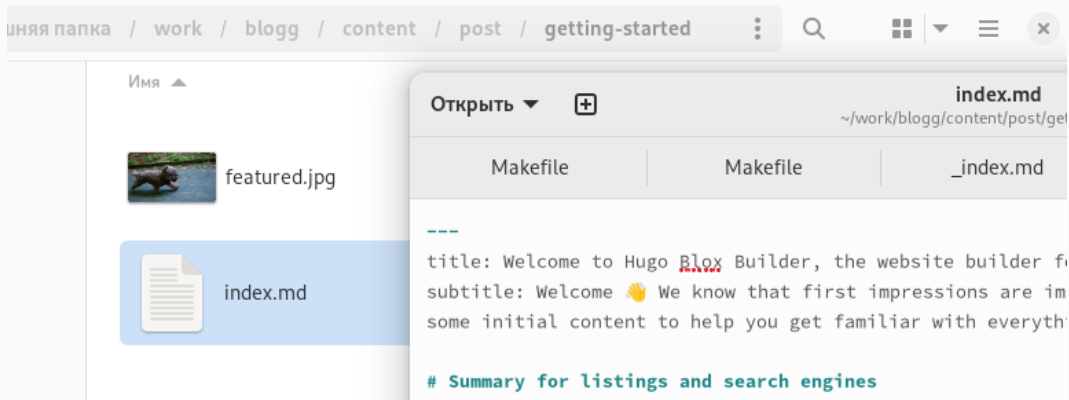 шняя папка / work / blogg / content / post / getting-started
Имя
featured.jpg
index.md
Открыть
index.md
~/work/blogg/content/post/get
Makefile
Makefile
_index.md
---
title: Welcome to Hugo Blox Builder, the website builder f
subtitle: Welcome 👋 We know that first impressions are im
some initial content to help you get familiar with everyth
# Summary for listings and search engines